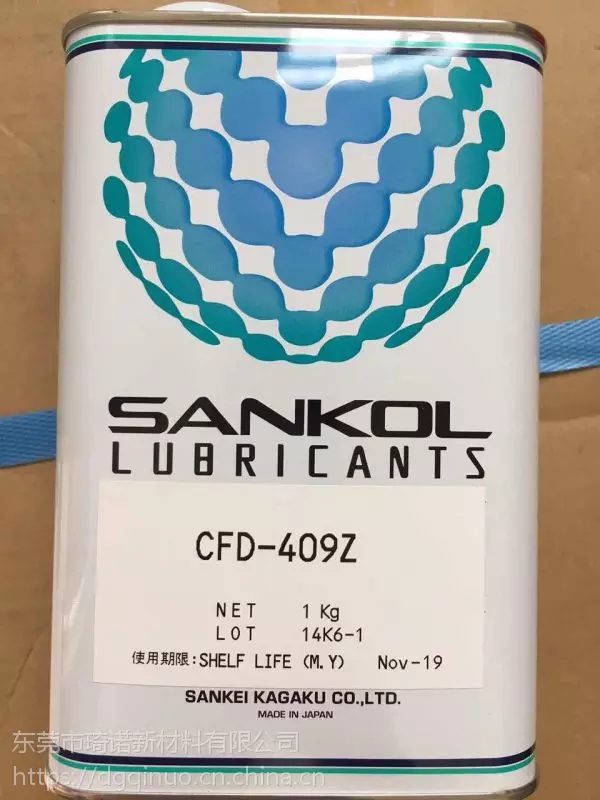 SANKOL
LUBRICANTS
CFD-409Z
NET 1 Kg
LOT 14K6-1
使用期限:SHELF LIFE (M.Y) Nov-19
SANKEI KAGAKU CO.,LTD.
MADE IN JAPAN
东莞市琦诺新材料有限公司
https://dgqinuo.cn.china.cn